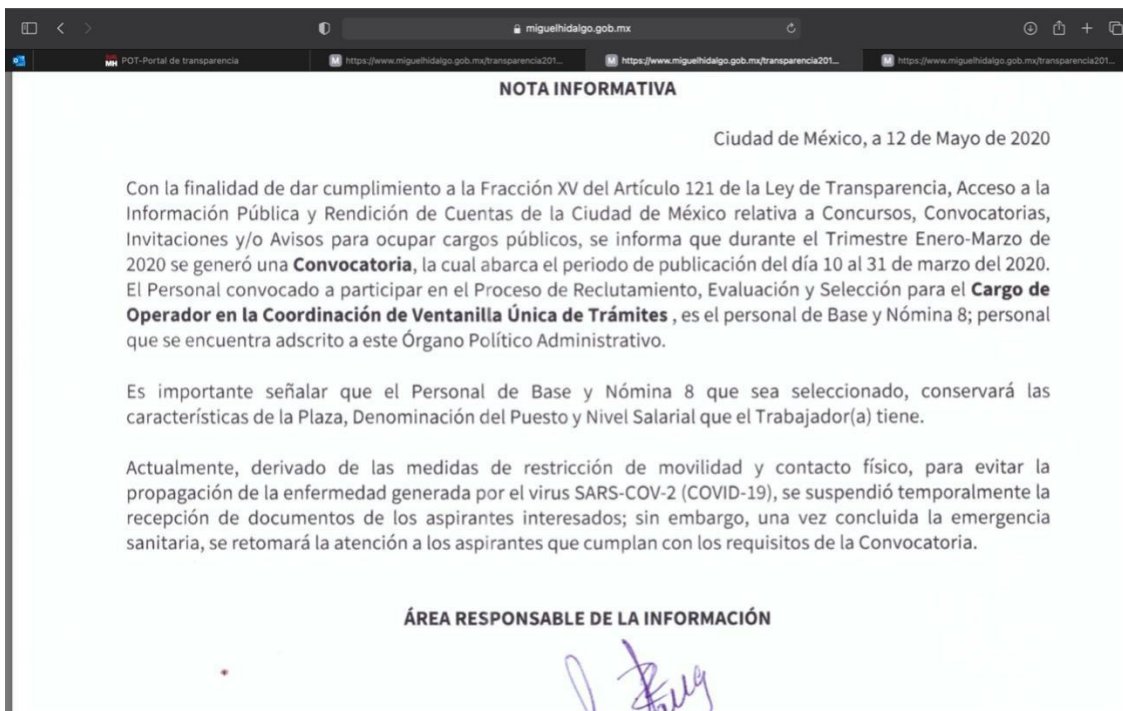 miguelhidalgo.gob.mx
MH POT-Portal de transparencia
M https://www.miguelhidalgo.gob.mx/transparencia201...
M https://www.miguelhidalgo.gob.mx/transparencia201...
M https://www.miguelhidalgo.gob.mx/transparencia201...
NOTA INFORMATIVA
Ciudad de México, a 12 de Mayo de 2020
Con la finalidad de dar cumplimiento a la Fracción XV del Artículo 121 de la Ley de Transparencia, Acceso a la
Información Pública y Rendición de Cuentas de la Ciudad de México relativa a Concursos, Convocatorias,
Invitaciones y/o Avisos para ocupar cargos públicos, se informa que durante el Trimestre Enero-Marzo de
2020 se generó una Convocatoria, la cual abarca el periodo de publicación del día 10 al 31 de marzo del 2020.
El Personal convocado a participar en el Proceso de Reclutamiento, Evaluación y Selección para el Cargo de
Operador en la Coordinación de Ventanilla Única de Trámites , es el personal de Base y Nómina 8; personal
que se encuentra adscrito a este Órgano Político Administrativo.
Es importante señalar que el Personal de Base y Nómina 8 que sea seleccionado, conservará las
características de la Plaza, Denominación del Puesto y Nivel Salarial que el Trabajador(a) tiene.
Actualmente, derivado de las medidas de restricción de movilidad y contacto físico, para evitar la
propagación de la enfermedad generada por el virus SARS-COV-2 (COVID-19), se suspendió temporalmente la
recepción de documentos de los aspirantes interesados; sin embargo, una vez concluida la emergencia
sanitaria, se retomará la atención a los aspirantes que cumplan con los requisitos de la Convocatoria.
ÁREA RESPONSABLE DE LA INFORMACIÓN